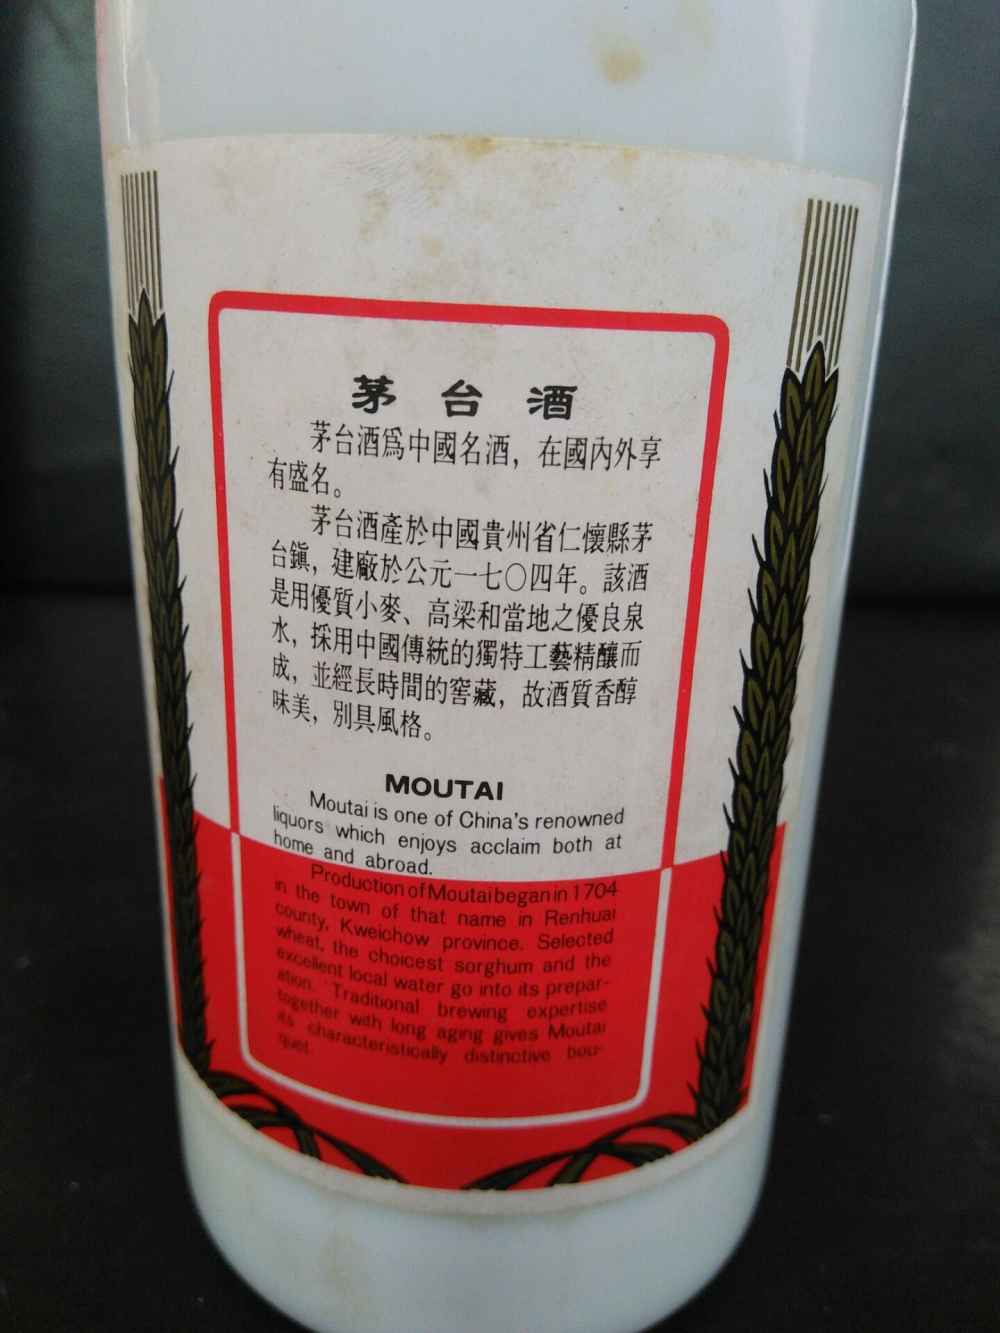 茅台酒
茅台酒爲中國名酒，在國內外享
有盛名。
茅台酒產於中國貴州省仁懷縣茅
台鎭，建廠於公元一七〇四年。該酒
是用優質小麥、高梁和當地之優良泉
水，採用中國傳統的獨特工藝精釀而
成，並經長時間的窖藏，故酒質香醇
味美，別具風格。
MOUTAI
Moutai is one of China's renowned
liquors which enjoys acclaim both at
home and abroad.
Production of Moutai began in 1704
in the town of that name in Renhuai
county, Kweichow province. Selected
wheat, the choicest sorghum and the
excellent local water go into its prepar-
ation. Traditional brewing expertise
together with long aging gives Moutai
its characteristically distinctive bou-
quet.